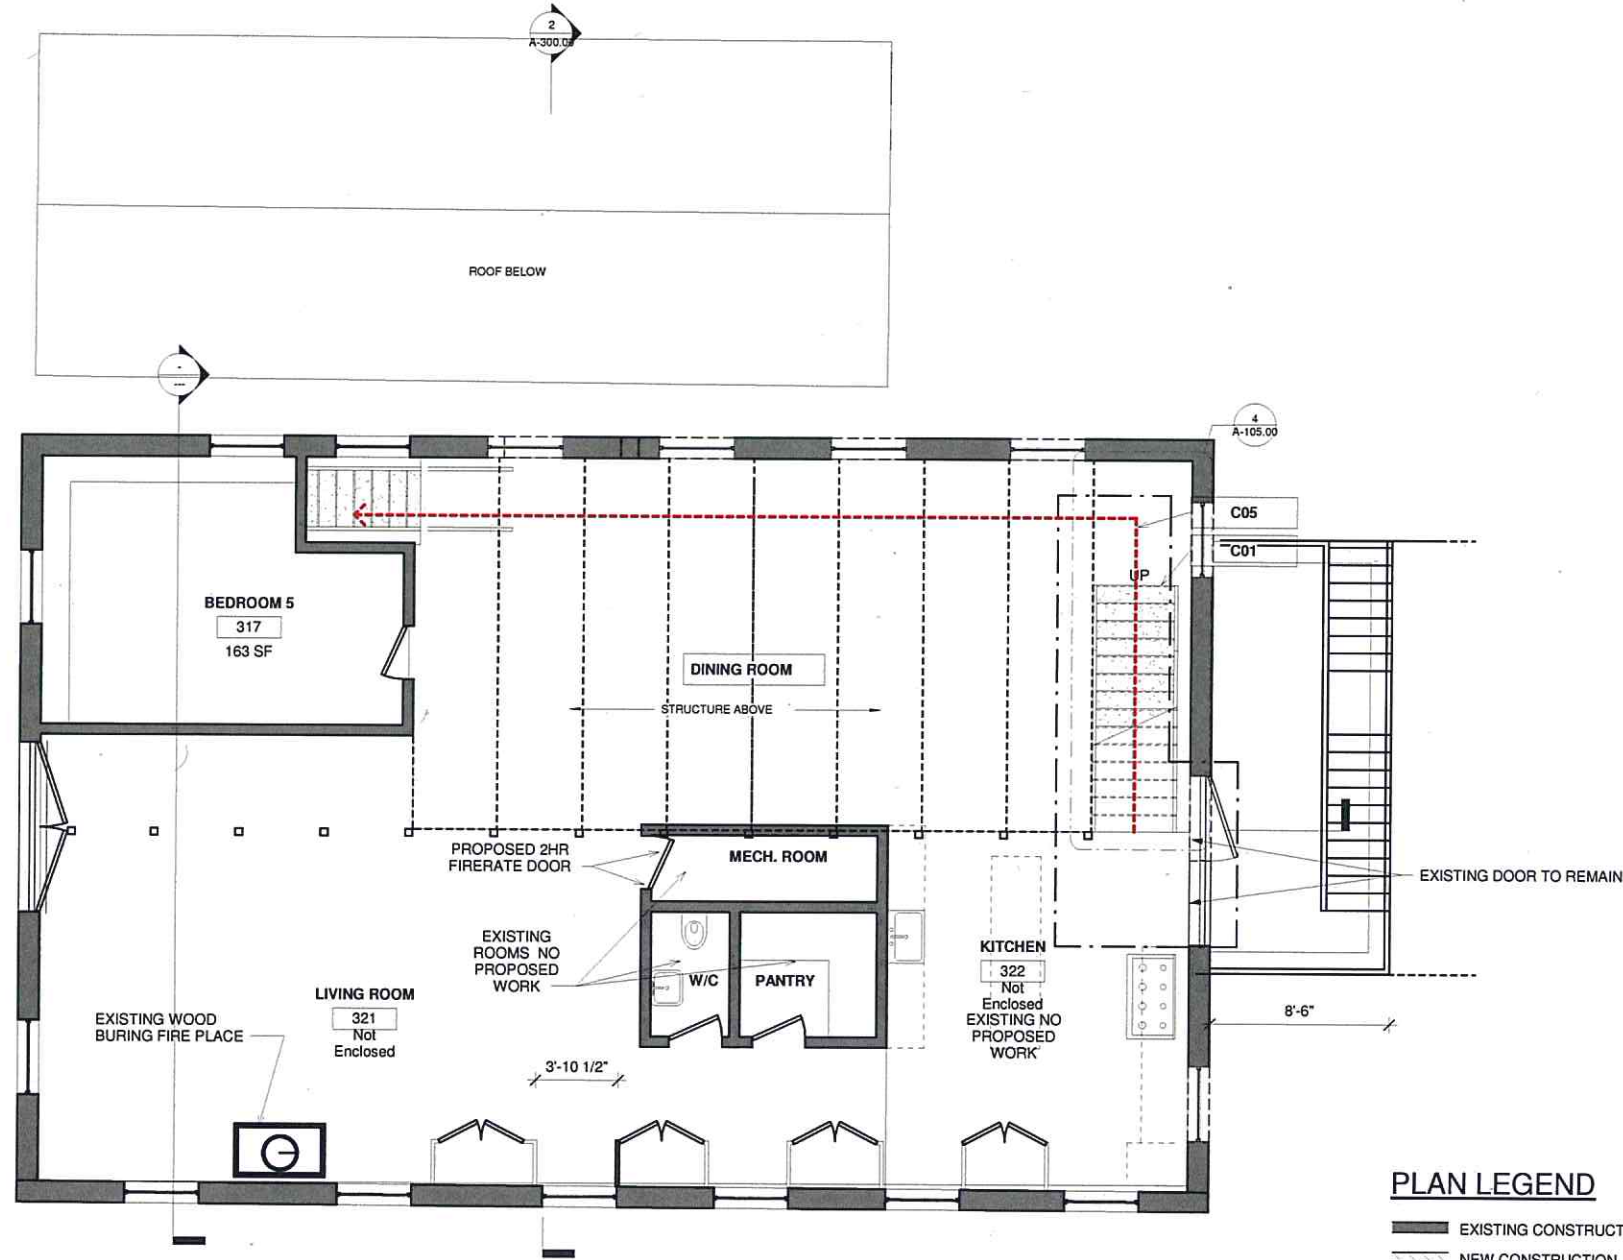 2
A-300.0
ROOF BELOW
-
---
4
A-105.00
C05
C01
UP
BEDROOM 5
317
163 SF
DINING ROOM
STRUCTURE ABOVE
PROPOSED 2HR
FIRERATE DOOR
MECH. ROOM
EXISTING DOOR TO REMAIN
EXISTING
ROOMS NO
PROPOSED
WORK
W/C
PANTRY
KITCHEN
322
Not
Enclosed
EXISTING NO
PROPOSED
WORK
LIVING ROOM
321
Not
Enclosed
EXISTING WOOD
BURING FIRE PLACE
8'-6"
3'-10 1/2"
PLAN LEGEND
EXISTING CONSTRUCT
NEW CONSTRUCTION